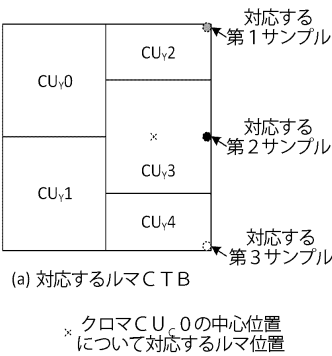 対応する
第1サンプル
CUY2
CUY0
対応する
第2サンプル
CUY3
CUY1
CUY4
対応する
第3サンプル
(a) 対応するルマCTB
クロマCUC0の中心位置
について対応するルマ位置